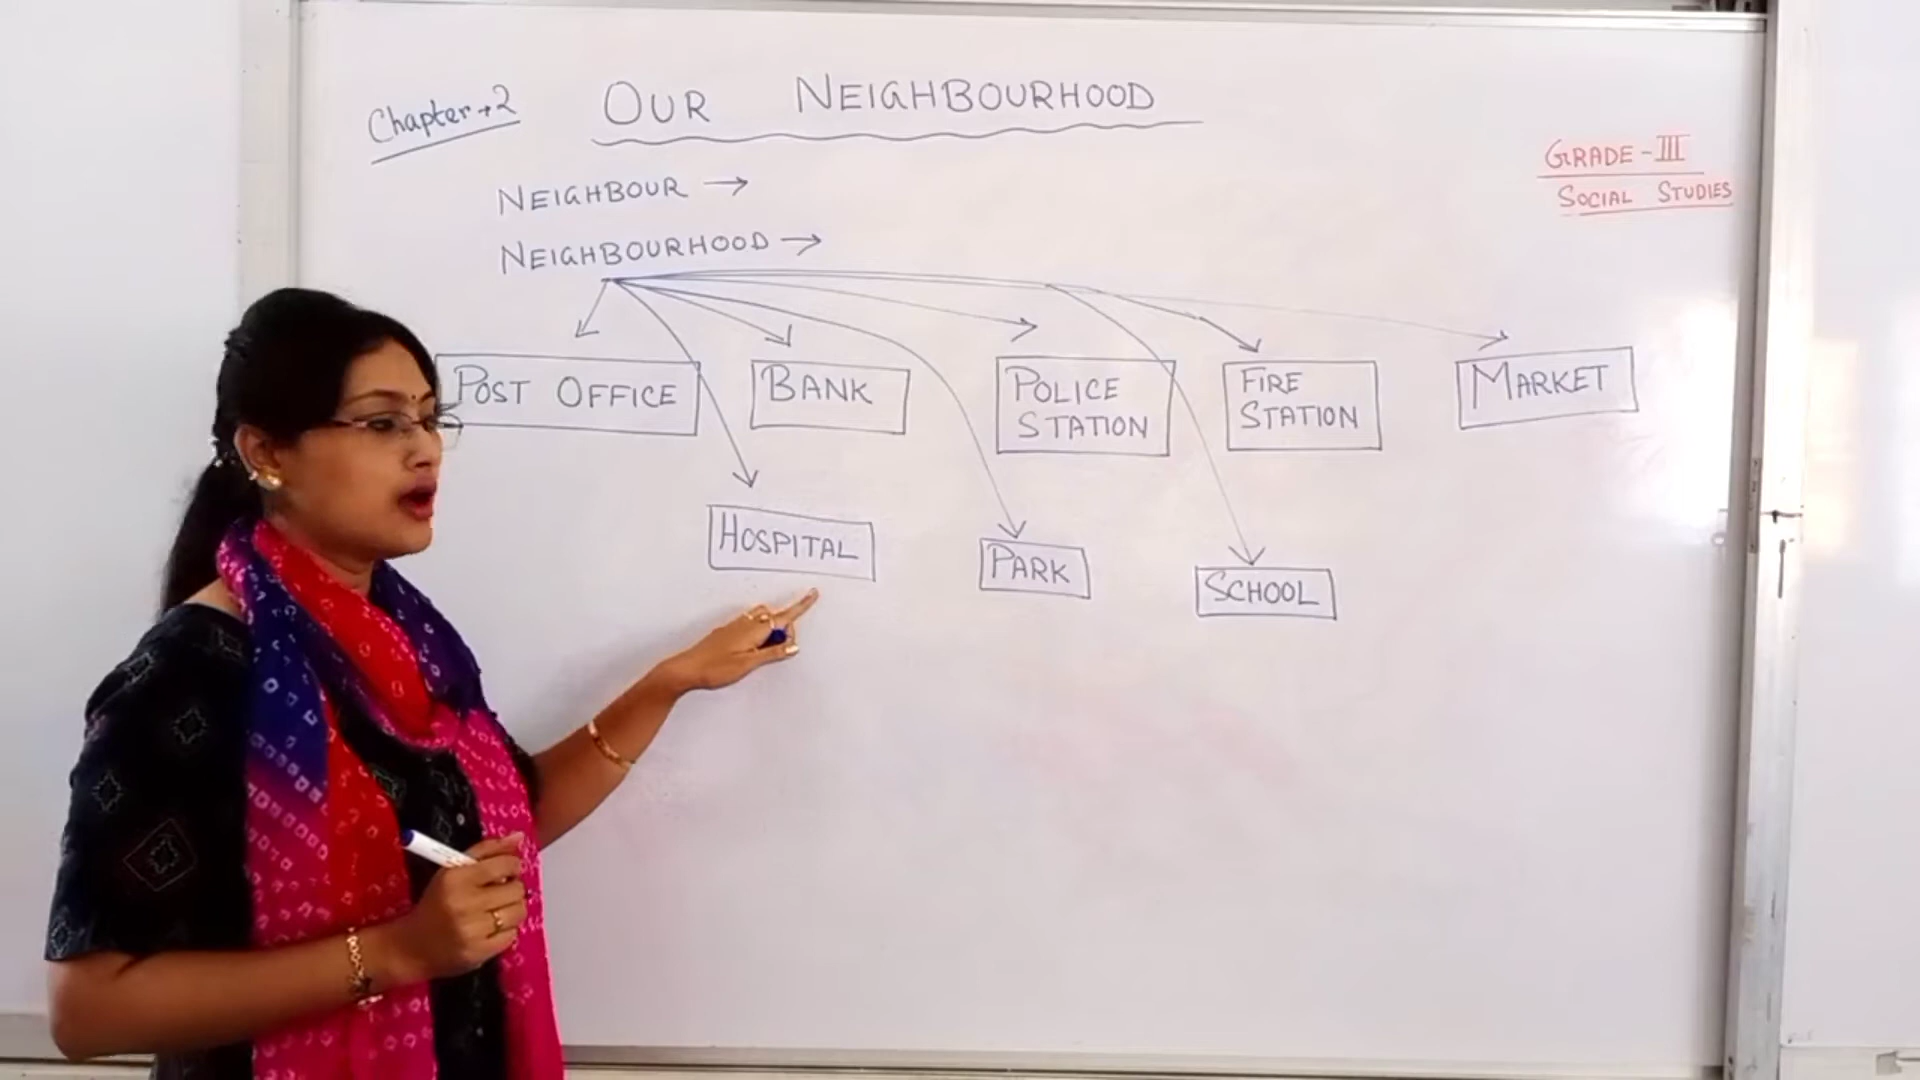 Chapter → 2
OUR NEIGHBOURHOOD
GRADE - III
SOCIAL STUDIES
NEIGHBOUR →
NEIGHBOURHOOD →
POST OFFICE
BANK
POLICE
STATION
FIRE
STATION
MARKET
HOSPITAL
PARK
SCHOOL